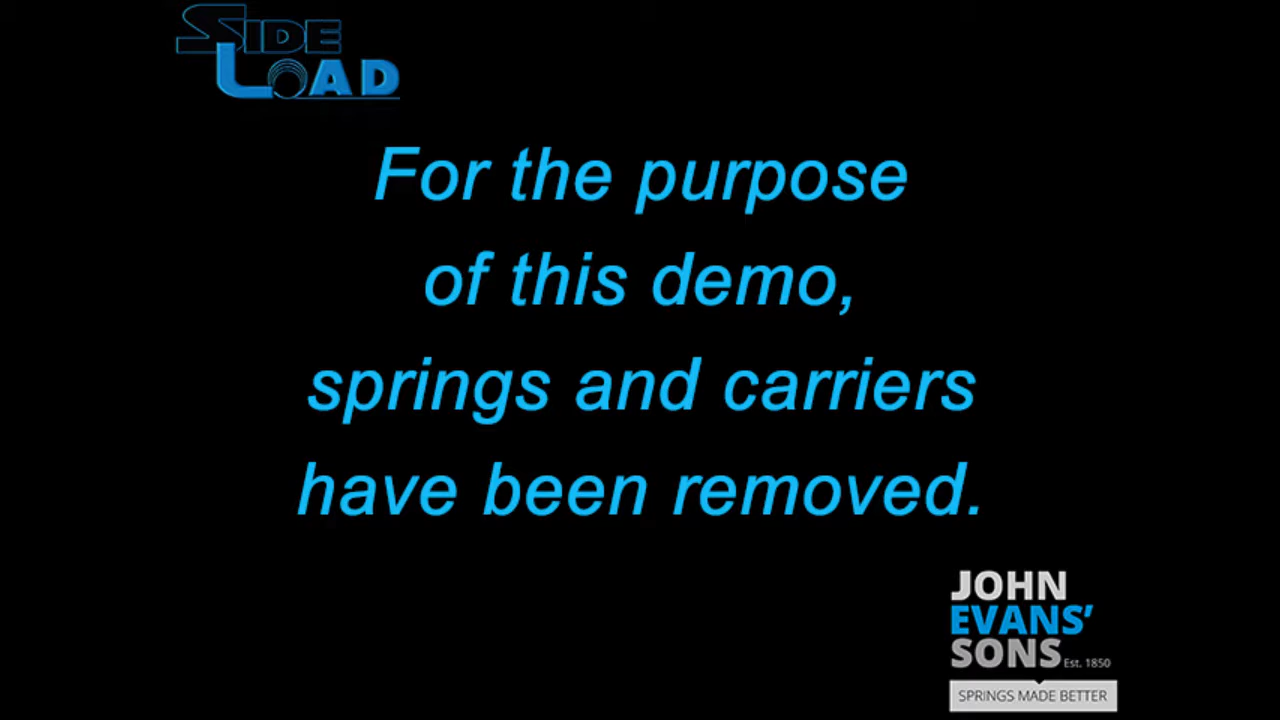 SIDE
LOAD
For the purpose
of this demo,
springs and carriers
have been removed.
JOHN
EVANS'
SONS Est. 1850
SPRINGS MADE BETTER